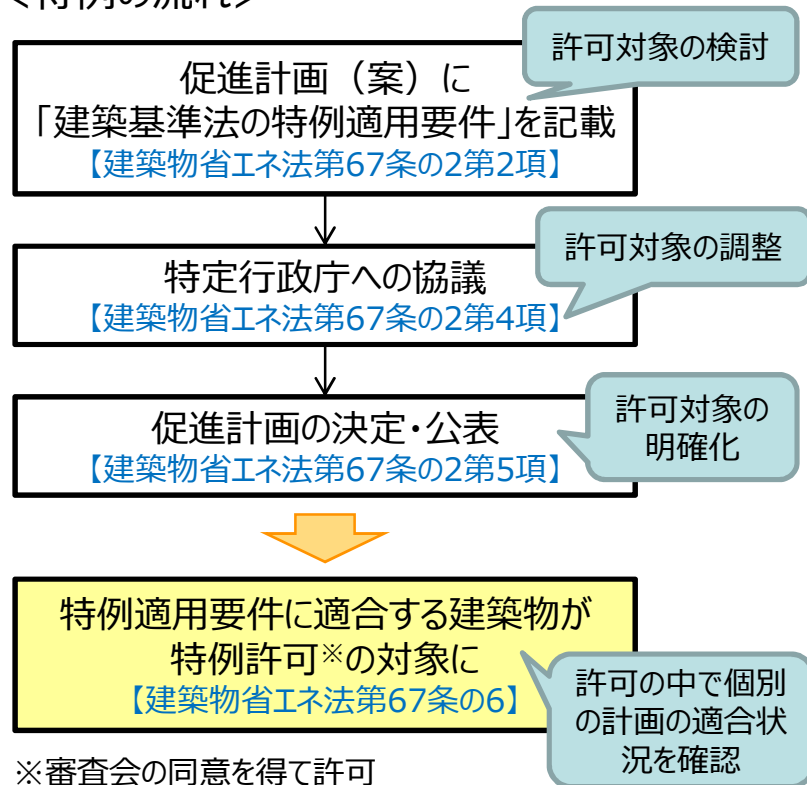 <特例の流れ>
許可対象の検討
促進計画（案）に
「建築基準法の特例適用要件」を記載
【建築物省エネ法第67条の2第2項】
許可対象の調整
特定行政庁への協議
【建築物省エネ法第67条の2第4項】
許可対象の
明確化
促進計画の決定・公表
【建築物省エネ法第67条の2第5項】
特例適用要件に適合する建築物が
特例許可※の対象に
【建築物省エネ法第67条の6】
許可の中で個別
の計画の適合状
況を確認
※審査会の同意を得て許可